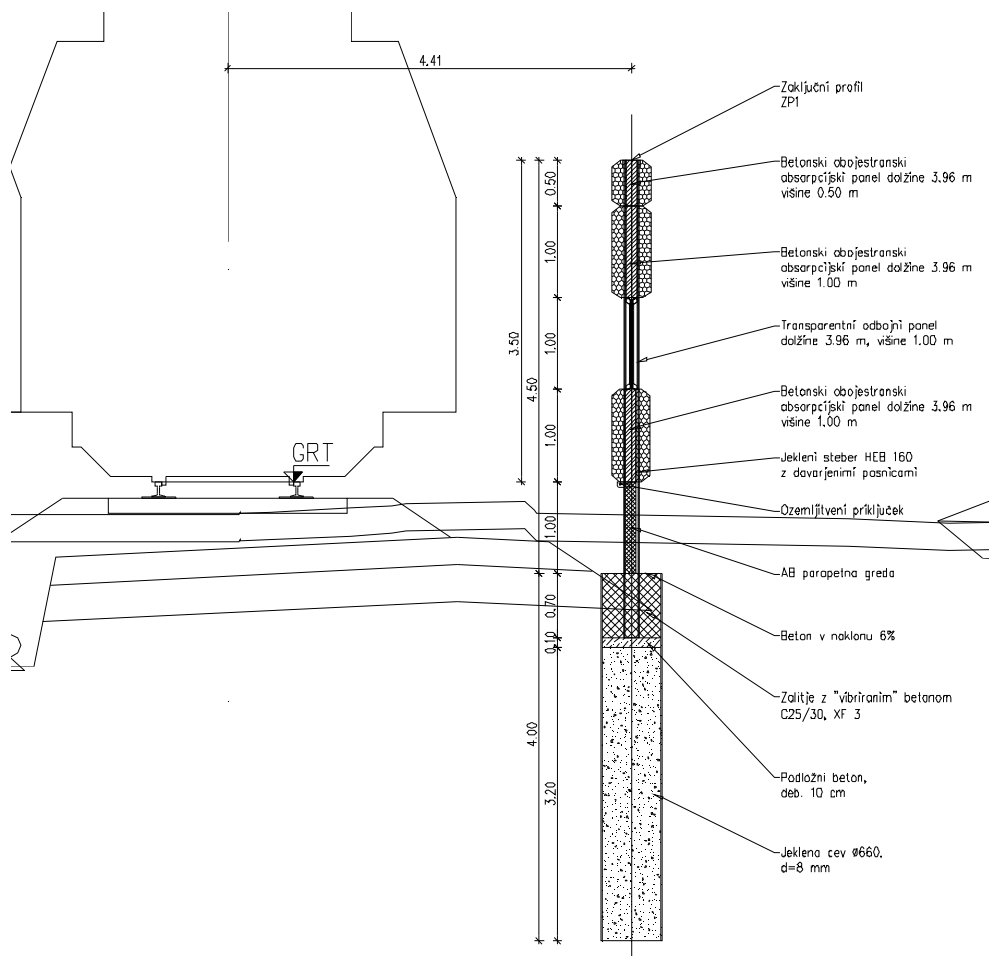 4.41
Zaključni profil
ZP1
Betonski obojestranski
absorpcijski panel dolžine 3.96 m
višine 0.50 m
0.50
Betonski obojestranski
absorpcijski panel dolžine 3.96 m
višine 1.00 m
1.00
Transparentni odbojni panel
dolžine 3.96 m, višine 1.00 m
3.50
4.50
1.00
Betonski obojestranski
absorpcijski panel dolžine 3.96 m
višine 1.00 m
1.00
GRT
Jekleni steber HEB 160
z dovarjenimi pasnicami
Ozemljitveni priključek
1.00
AB parapetna greda
0.70
Beton v naklonu 6%
0.10
Zalitje z "vibriranim" betonom
C25/30, XF 3
4.00
Podložni beton,
deb. 10 cm
3.20
Jeklena cev Ø660,
d=8 mm